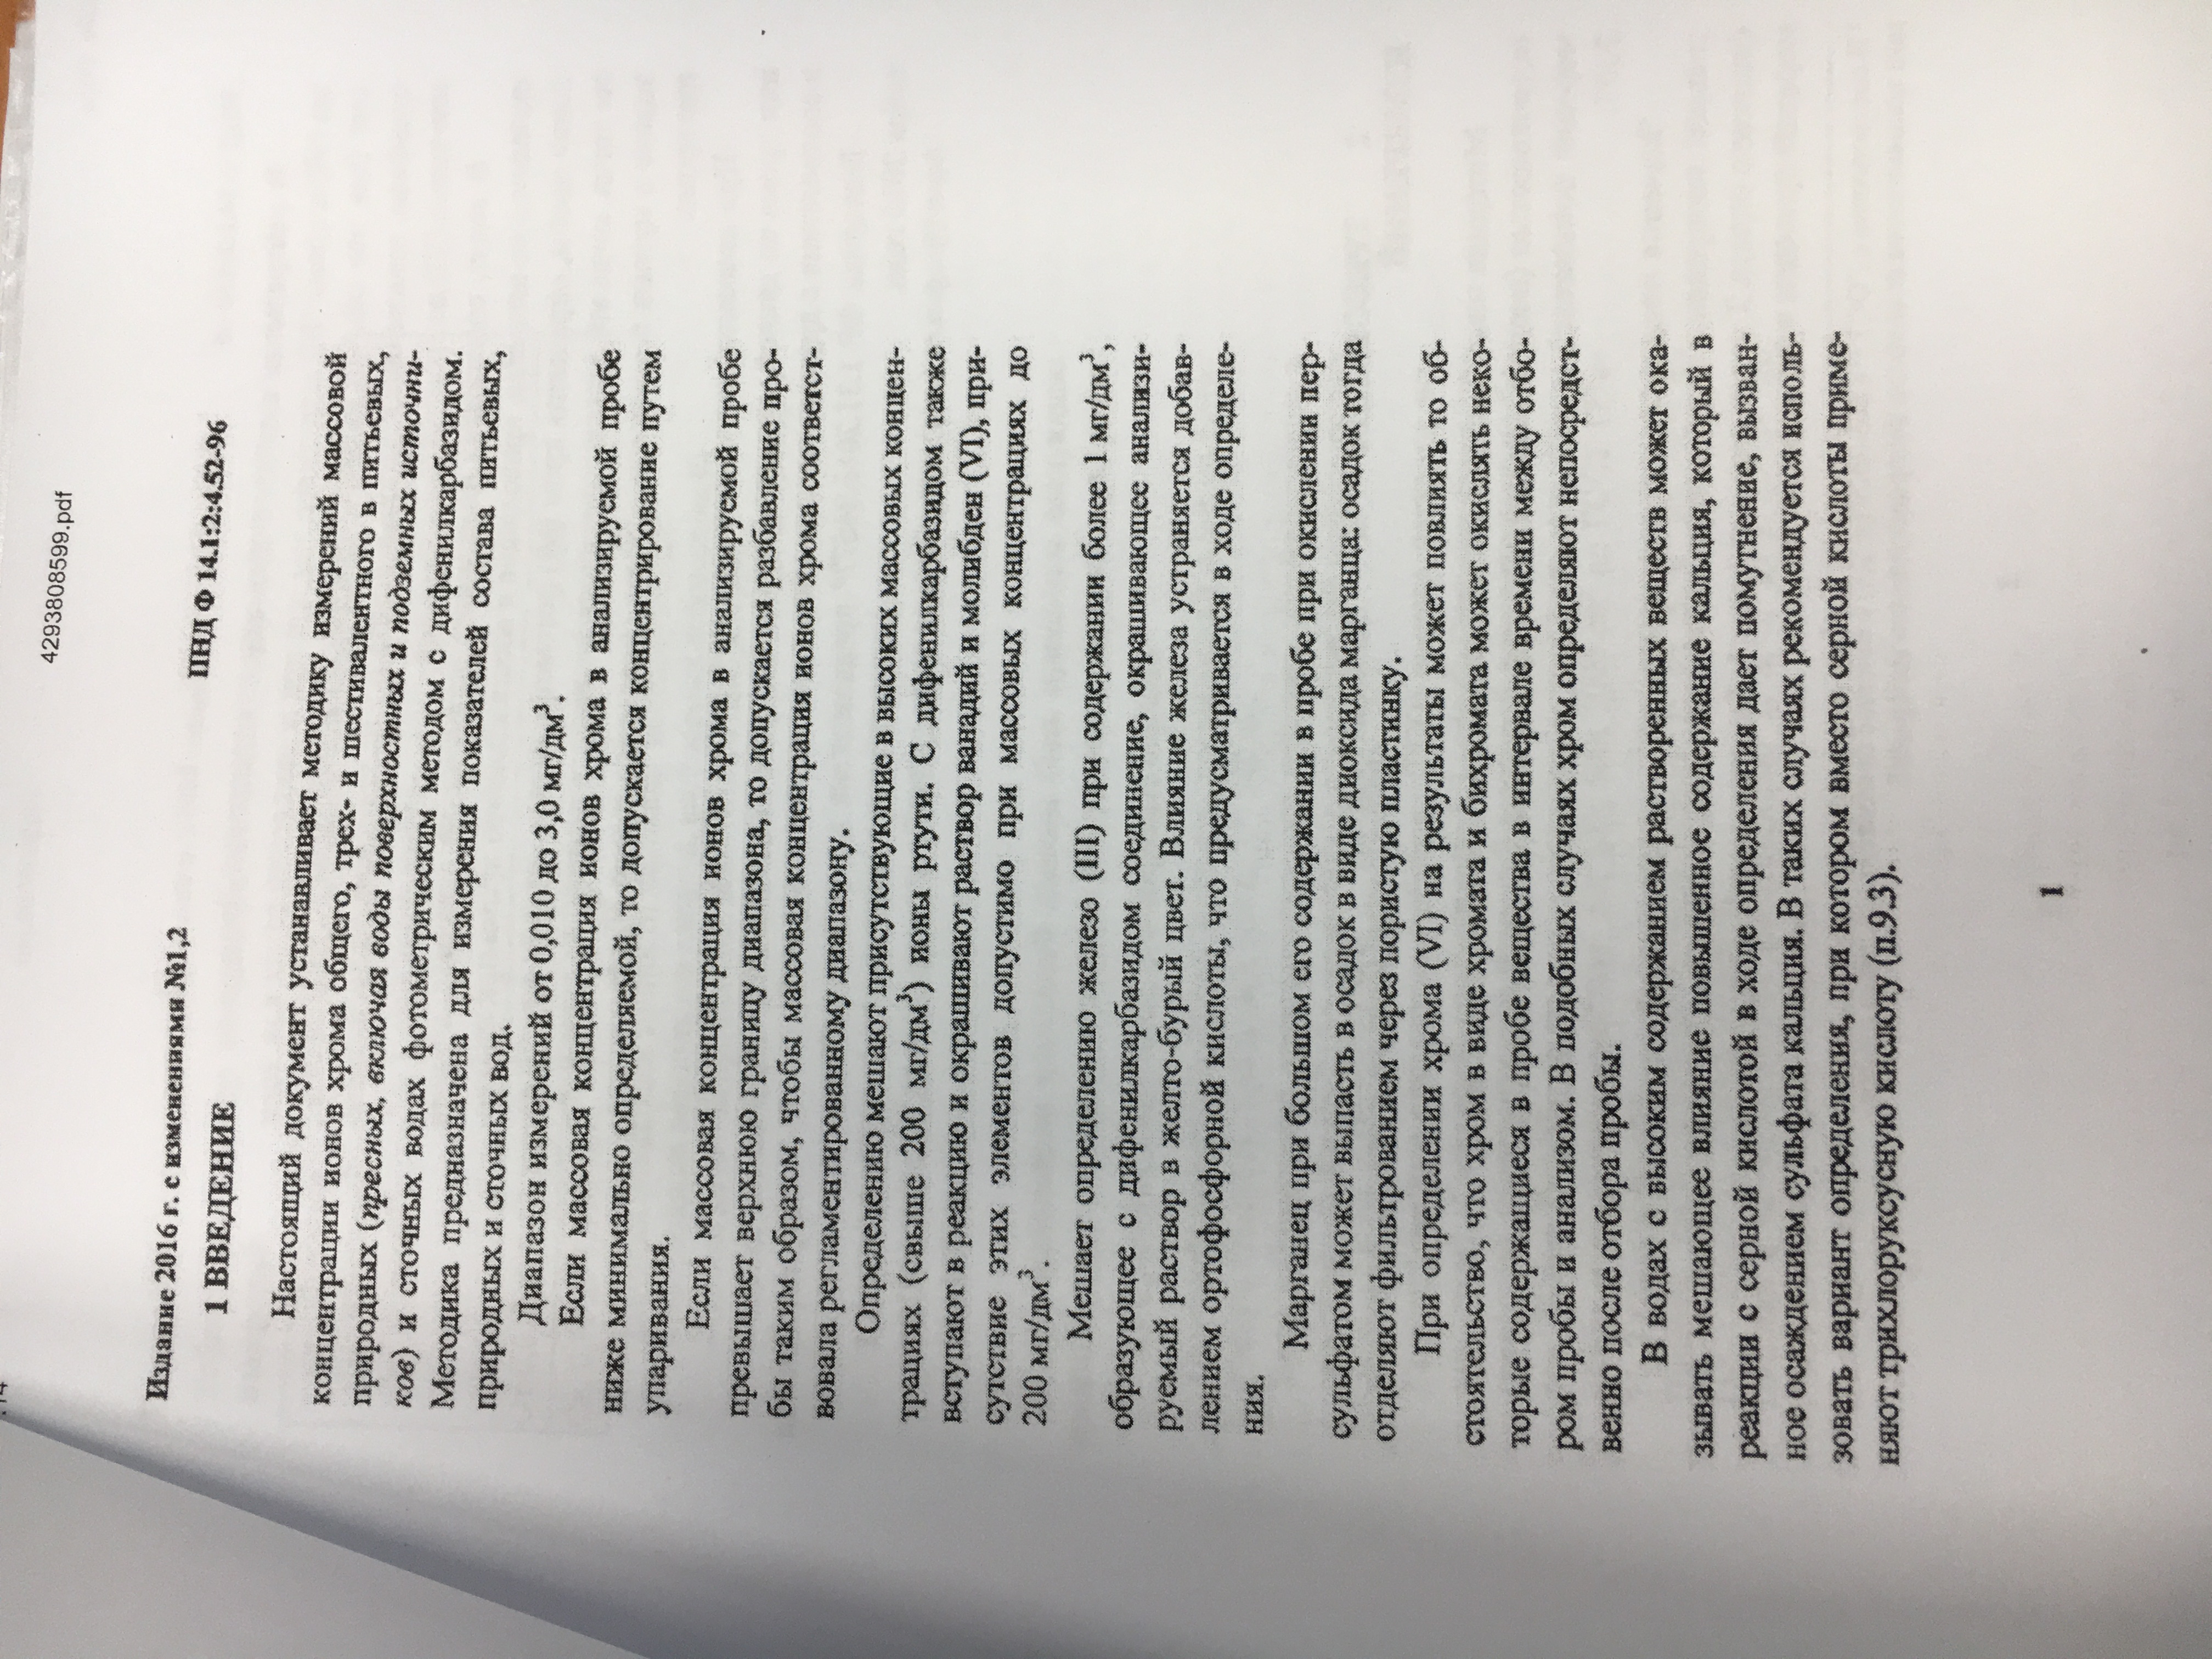 4293808599.pdf
Издание 2016 г. с изменениями №1,2
ПНД Ф 14.1:2:4.52-96
1 ВВЕДЕНИЕ
Настоящий документ устанавливает методику измерений массовой
концентрации ионов хрома общего, трех- и шестивалентного в питьевых,
природных (пресных, включая воды поверхностных и подземных источни-
ков) и сточных водах фотометрическим методом с дифенилкарбазидом.
Методика предназначена для измерения показателей состава питьевых,
природных и сточных вод.
Диапазон измерений от 0,010 до 3,0 мг/дм³.
Если массовая концентрация ионов хрома в анализируемой пробе
ниже минимально определяемой, то допускается концентрирование путем
упаривания.
Если массовая концентрация ионов хрома в анализируемой пробе
превышает верхнюю границу диапазона, то допускается разбавление про-
бы таким образом, чтобы массовая концентрация ионов хрома соответст-
вовала регламентированному диапазону.
Определению мешают присутствующие в высоких массовых концен-
трациях (свыше 200 мг/дм³) ионы ртути. С дифенилкарбазидом также
вступают в реакцию и окрашивают раствор ванадий и молибден (VI), при-
сутствие этих элементов допустимо при массовых концентрациях до
200 мг/дм³.
Мешает определению железо (III) при содержании более 1 мг/дм³,
образующее с дифенилкарбазидом соединение, окрашивающее анализи-
руемый раствор в желто-бурый цвет. Влияние железа устраняется добав-
лением ортофосфорной кислоты, что предусматривается в ходе определе-
ния.
Марганец при большом его содержании в пробе при окислении пер-
сульфатом может выпасть в осадок в виде диоксида марганца: осадок тогда
отделяют фильтрованием через пористую пластинку.
При определении хрома (VI) на результаты может повлиять то об-
стоятельство, что хром в виде хромата и бихромата может окислять неко-
торые содержащиеся в пробе вещества в интервале времени между отбо-
ром пробы и анализом. В подобных случаях хром определяют непосредст-
венно после отбора пробы.
В водах с высоким содержанием растворенных веществ может ока-
зывать мешающее влияние повышенное содержание кальция, который в
реакции с серной кислотой в ходе определения дает помутнение, вызван-
ное осаждением сульфата кальция. В таких случаях рекомендуется исполь-
зовать вариант определения, при котором вместо серной кислоты приме-
няют трихлоруксусную кислоту (п.9.3).
1